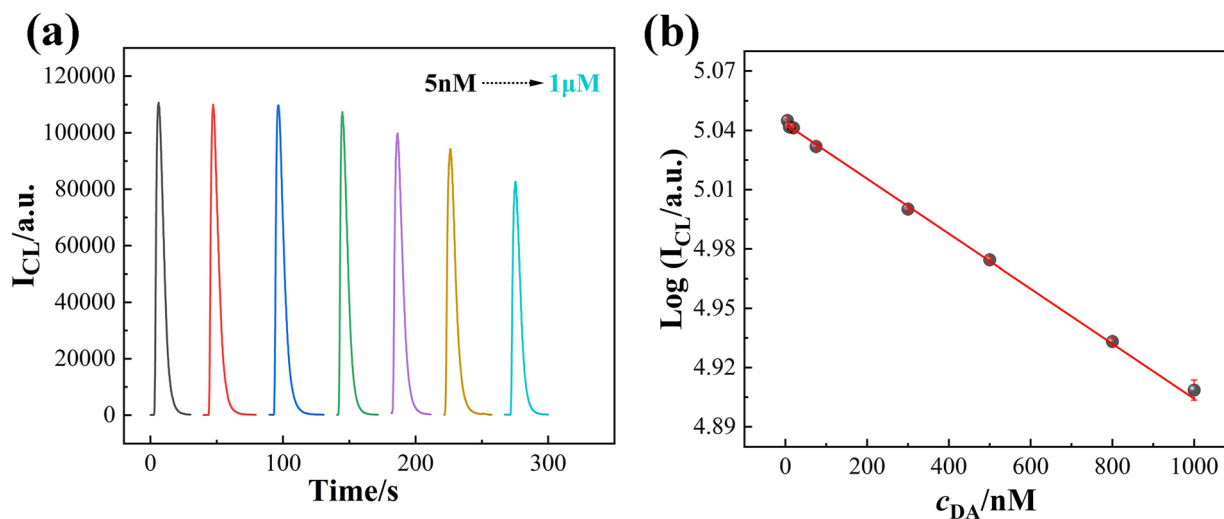 (a)
5nM → 1μM
I_CL/a.u.
120000
100000
80000
60000
40000
20000
0
0 100 200 300
Time/s
(b)
Log (I_CL/a.u.)
5.07
5.04
5.01
4.98
4.95
4.92
4.89
0 200 400 600 800 1000
c_DA/nM